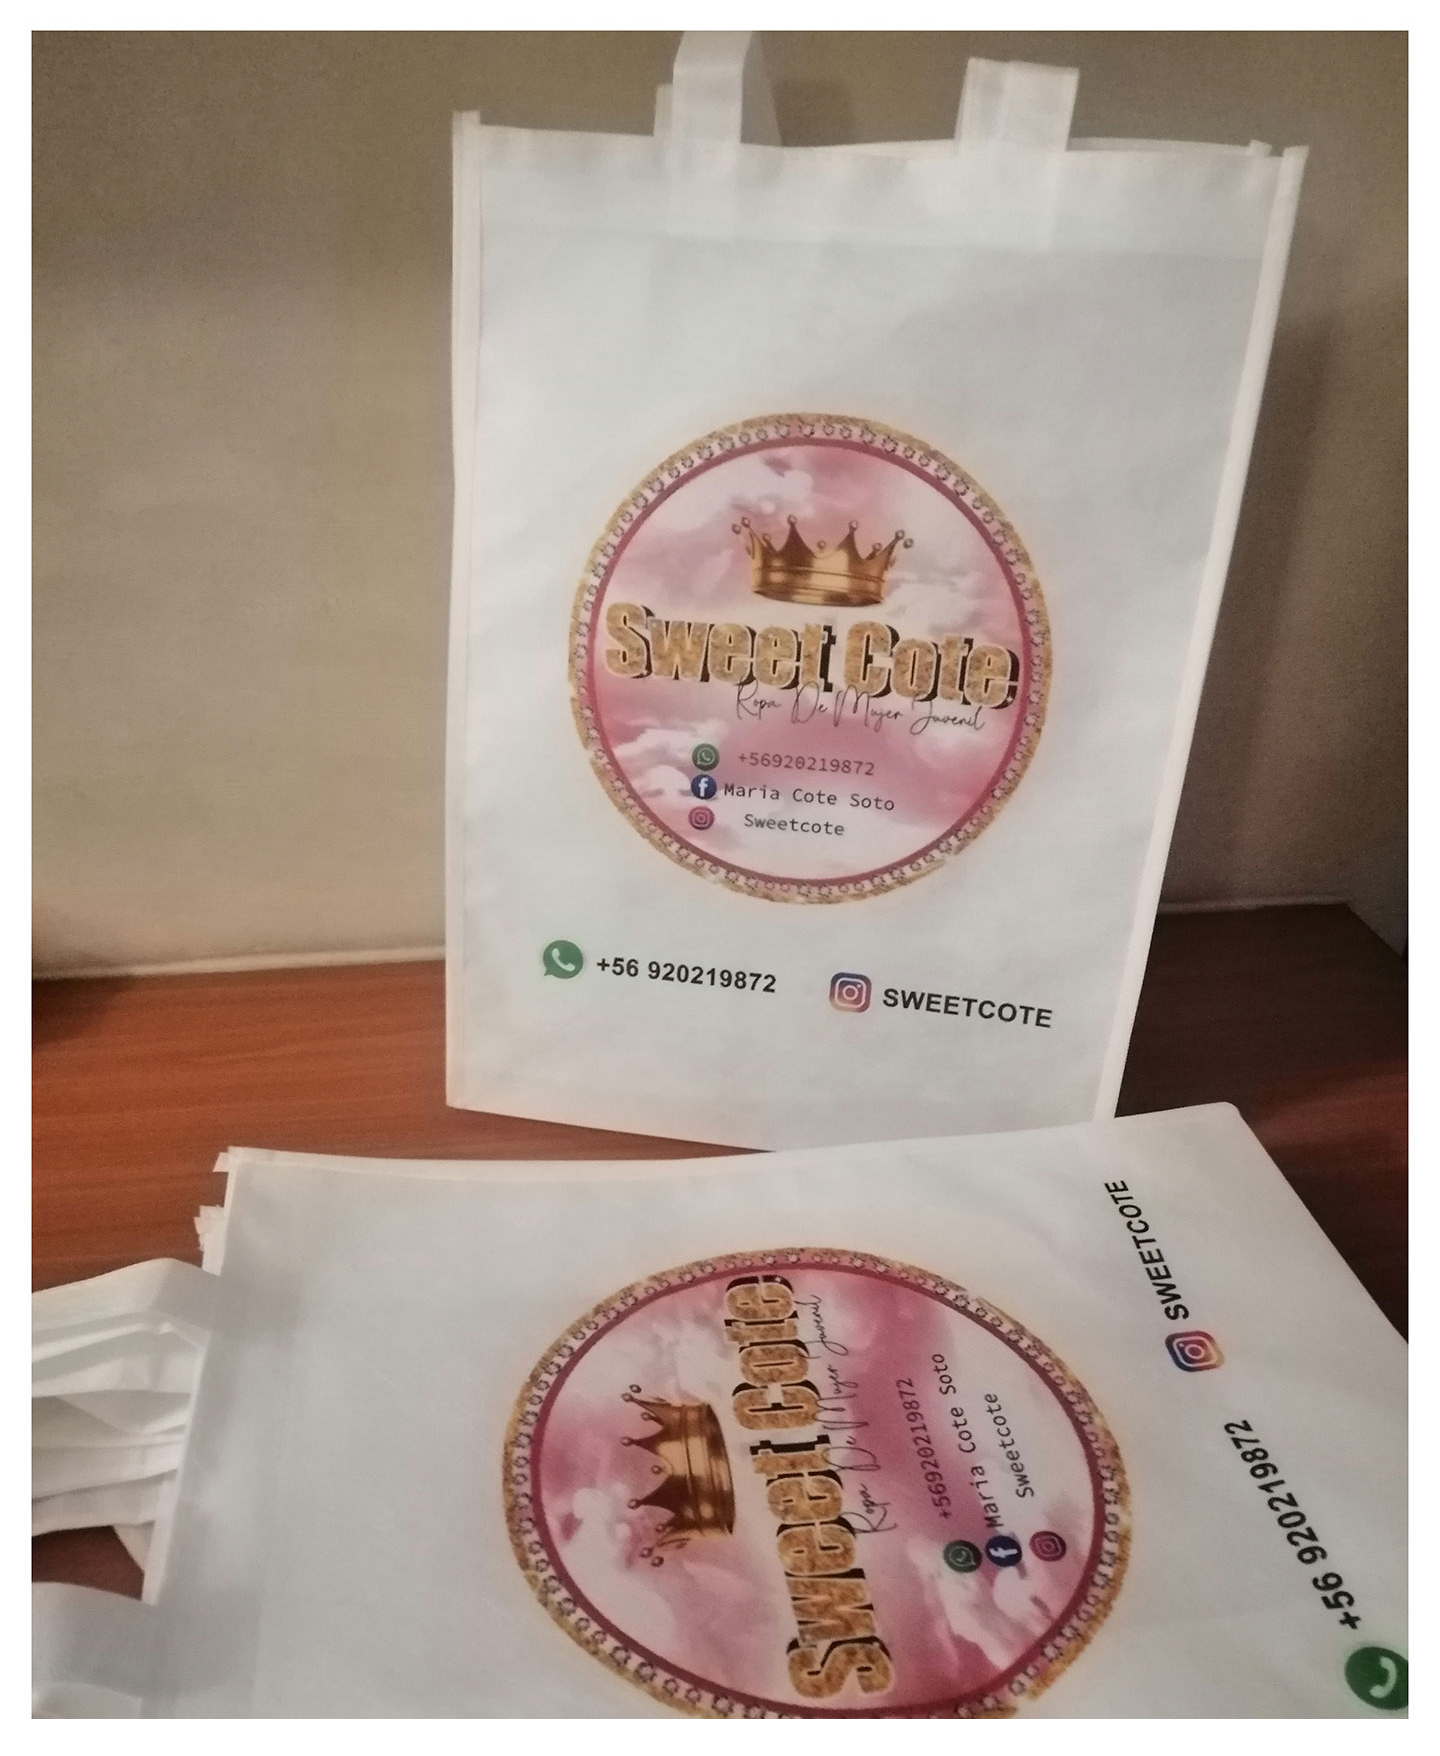 Sweet Cote
Ropa De Mujer Juvenil
+56920219872
Maria Cote Soto
Sweetcote
+56 920219872
SWEETCOTE
Sweet Cote
Ropa De Mujer Juvenil
+56920219872
Maria Cote Soto
Sweetcote
+56 920219872
SWEETCOTE